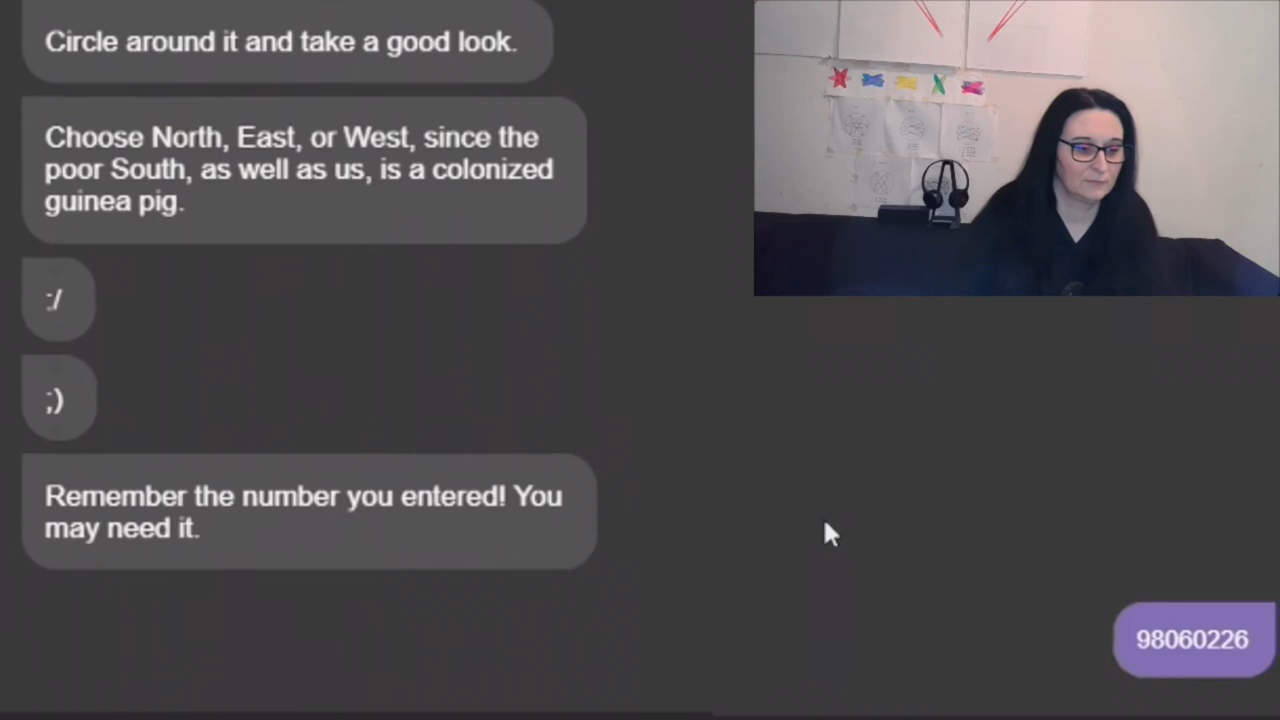 Circle around it and take a good look.
Choose North, East, or West, since the
poor South, as well as us, is a colonized
guinea pig.
:/
;)
Remember the number you entered! You
may need it.
98060226